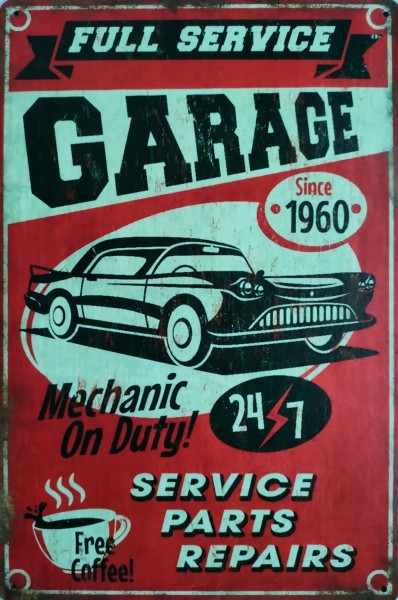 FULL SERVICE
GARAGE
Since
1960
Mechanic
On Duty!
24 7
SERVICE
PARTS
REPAIRS
Free
Coffee!